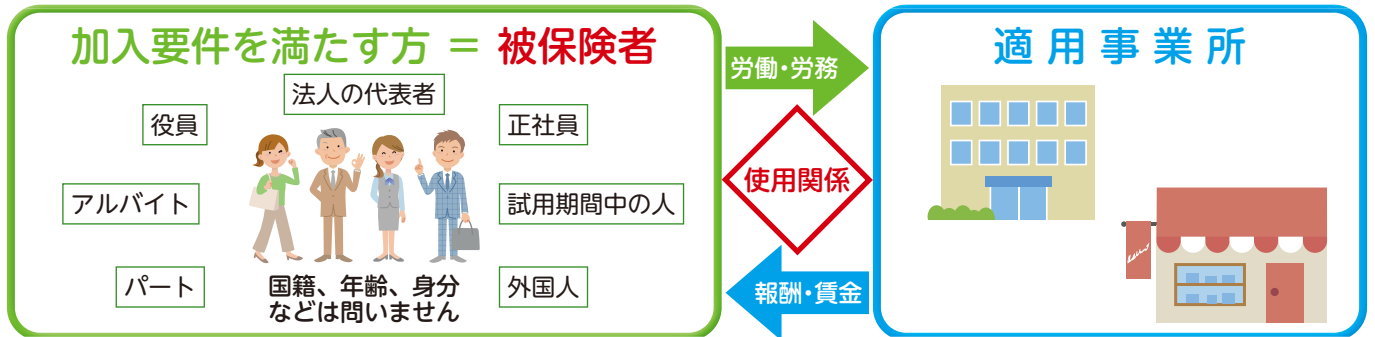 加入要件を満たす方 ＝ 被保険者
法人の代表者
役員
正社員
アルバイト
試用期間中の人
パート
外国人
国籍、年齢、身分
などは問いません
労働・労務
使用関係
報酬・賃金
適用事業所